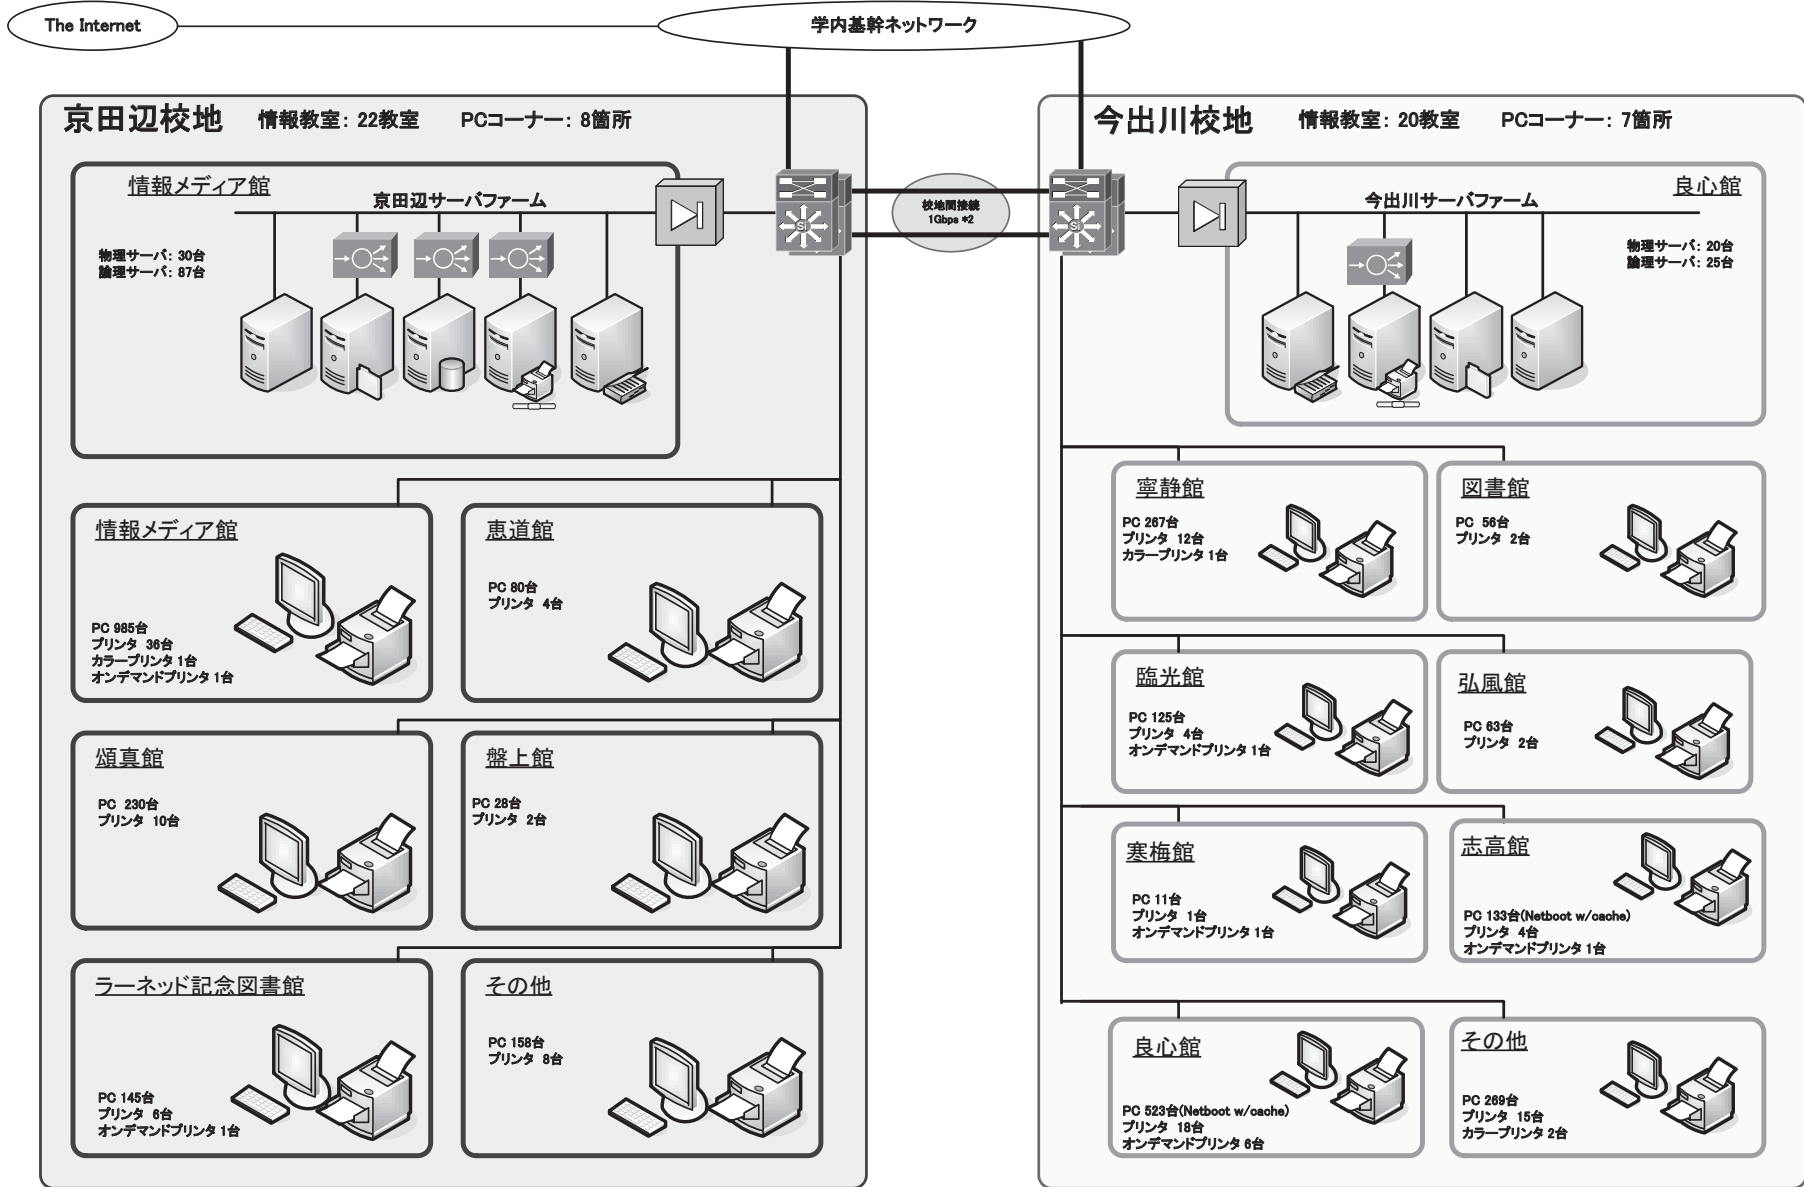 The Internet
学内基幹ネットワーク
京田辺校地 情報教室: 22教室 PCコーナー: 8箇所
情報メディア館
京田辺サーバファーム
物理サーバ: 30台
論理サーバ: 87台
Si
校地間接続
1Gbps *2
Si
今出川校地 情報教室: 20教室 PCコーナー: 7箇所
良心館
今出川サーバファーム
物理サーバ: 20台
論理サーバ: 25台
情報メディア館
PC 985台
プリンタ 36台
カラープリンタ 1台
オンデマンドプリンタ 1台
恵道館
PC 80台
プリンタ 4台
頌真館
PC 230台
プリンタ 10台
盤上館
PC 28台
プリンタ 2台
ラーネッド記念図書館
PC 145台
プリンタ 6台
オンデマンドプリンタ 1台
その他
PC 158台
プリンタ 8台
寧静館
PC 267台
プリンタ 12台
カラープリンタ 1台
図書館
PC 56台
プリンタ 2台
臨光館
PC 125台
プリンタ 4台
オンデマンドプリンタ 1台
弘風館
PC 63台
プリンタ 2台
寒梅館
PC 11台
プリンタ 1台
オンデマンドプリンタ 1台
志高館
PC 133台(Netboot w/cache)
プリンタ 4台
オンデマンドプリンタ 1台
良心館
PC 523台(Netboot w/cache)
プリンタ 18台
オンデマンドプリンタ 6台
その他
PC 269台
プリンタ 15台
カラープリンタ 2台